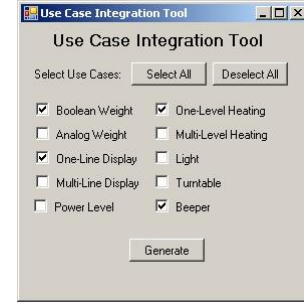 Use Case Integration Tool
Use Case Integration Tool
Select Use Cases: Select All Deselect All
Boolean Weight One-Level Heating
Analog Weight Multi-Level Heating
One-Line Display Light
Multi-Line Display Turntable
Power Level Beeper
Generate